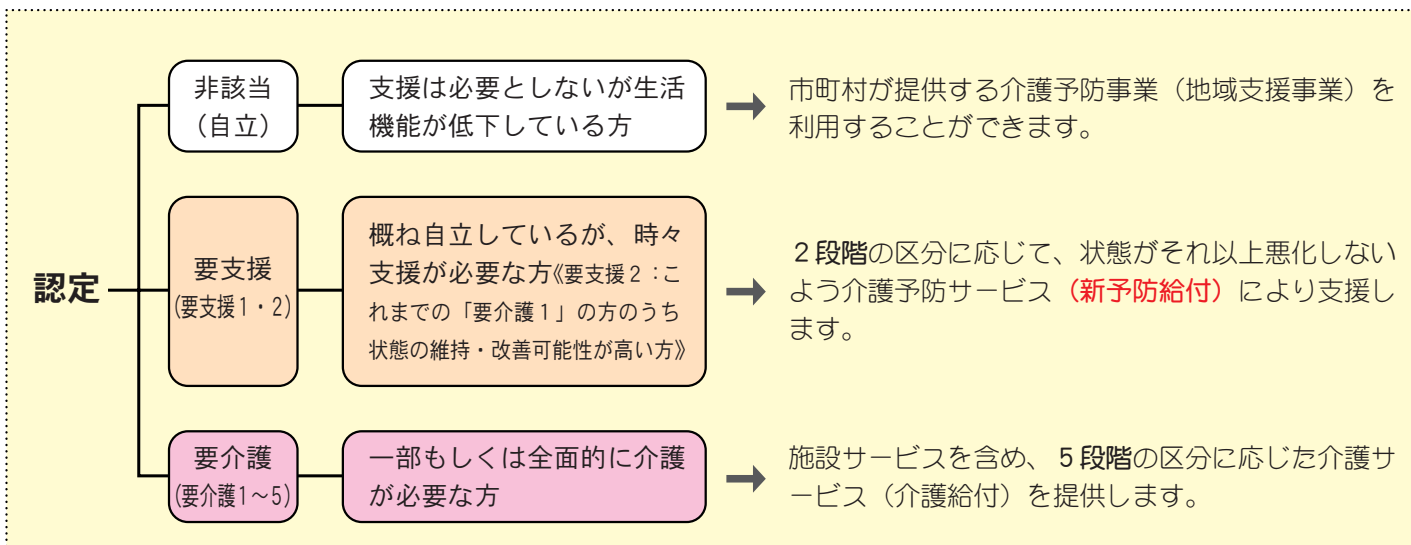 認定
非該当
（自立）
支援は必要としないが生活
機能が低下している方
市町村が提供する介護予防事業（地域支援事業）を
利用することができます。
要支援
（要支援1・2）
概ね自立しているが、時々
支援が必要な方《要支援2：こ
れまでの「要介護1」の方のうち
状態の維持・改善可能性が高い方》
2段階の区分に応じて、状態がそれ以上悪化しない
よう介護予防サービス（新予防給付）により支援し
ます。
要介護
（要介護1～5）
一部もしくは全面的に介護
が必要な方
施設サービスを含め、5段階の区分に応じた介護サ
ービス（介護給付）を提供します。